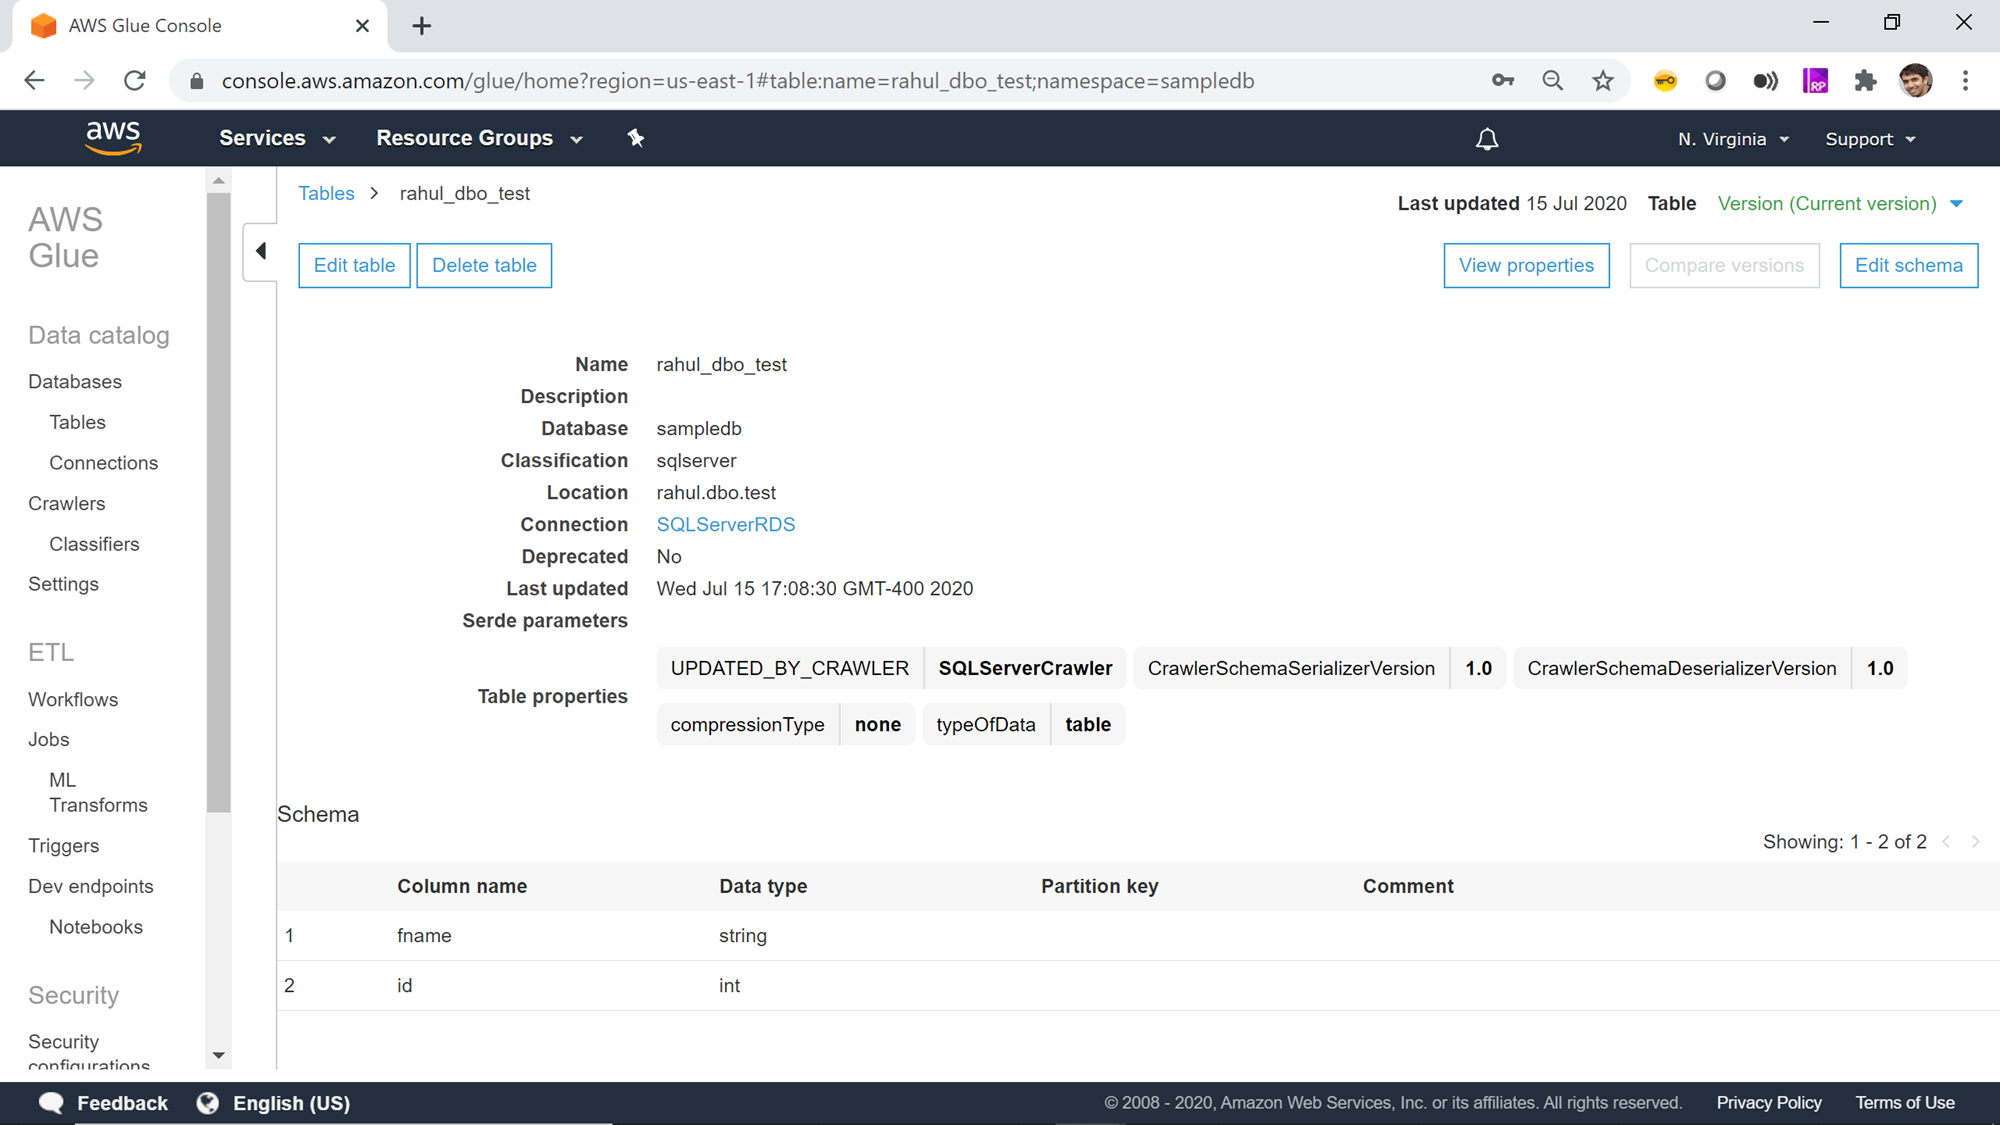 AWS Glue Console
console.aws.amazon.com/glue/home?region=us-east-1#table:name=rahul_dbo_test;namespace=sampledb
RP
aws
Services
Resource Groups
N. Virginia
Support
AWS
Glue
Data catalog
Databases
Tables
Connections
Crawlers
Classifiers
Settings
ETL
Workflows
Jobs
ML
Transforms
Triggers
Dev endpoints
Notebooks
Security
Security
configurations
Tables > rahul_dbo_test
Last updated 15 Jul 2020 Table Version (Current version)
Edit table Delete table
View properties Compare versions Edit schema
Name rahul_dbo_test
Description
Database sampledb
Classification sqlserver
Location rahul.dbo.test
Connection SQLServerRDS
Deprecated No
Last updated Wed Jul 15 17:08:30 GMT-400 2020
Serde parameters
Table properties
UPDATED_BY_CRAWLER SQLServerCrawler CrawlerSchemaSerializerVersion 1.0 CrawlerSchemaDeserializerVersion 1.0
compressionType none typeOfData table
Schema
Showing: 1 - 2 of 2 < >
Column name Data type Partition key Comment
1 fname string
2 id int
Feedback English (US)
© 2008 - 2020, Amazon Web Services, Inc. or its affiliates. All rights reserved. Privacy Policy Terms of Use